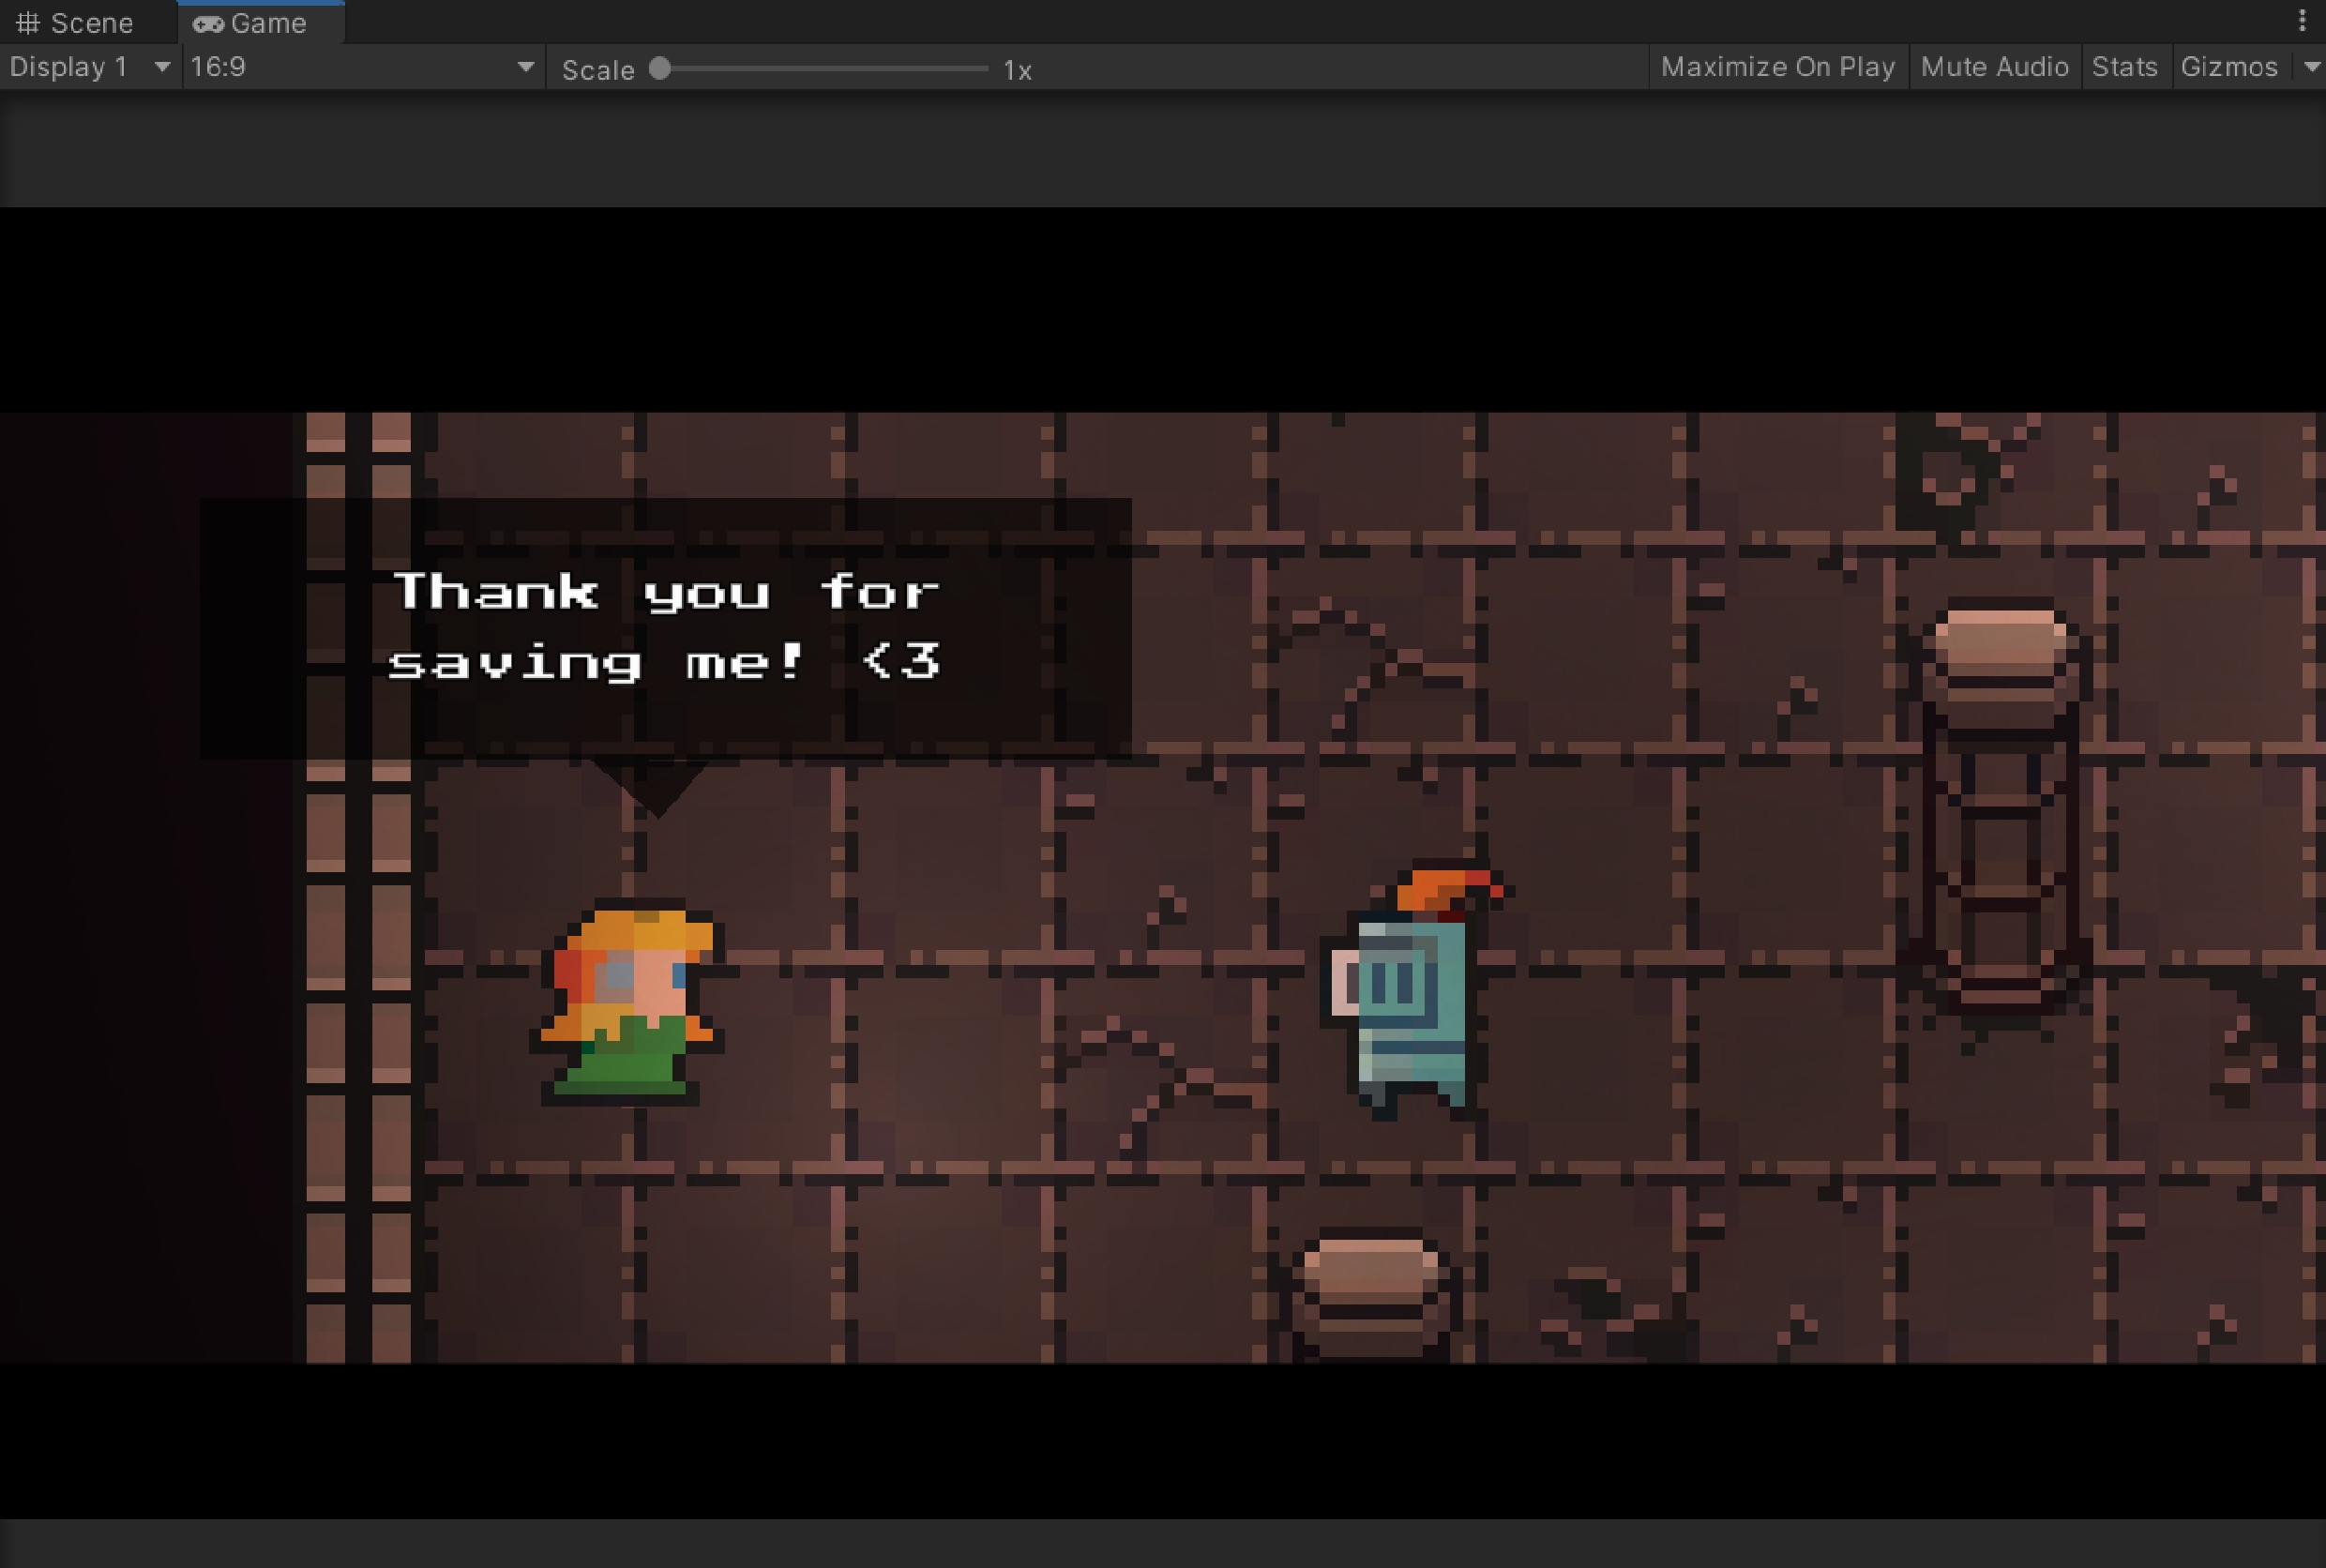 Scene
Game
Display 1
16:9
Scale
1x
Maximize On Play
Mute Audio
Stats
Gizmos
Thank you for
saving me! <3